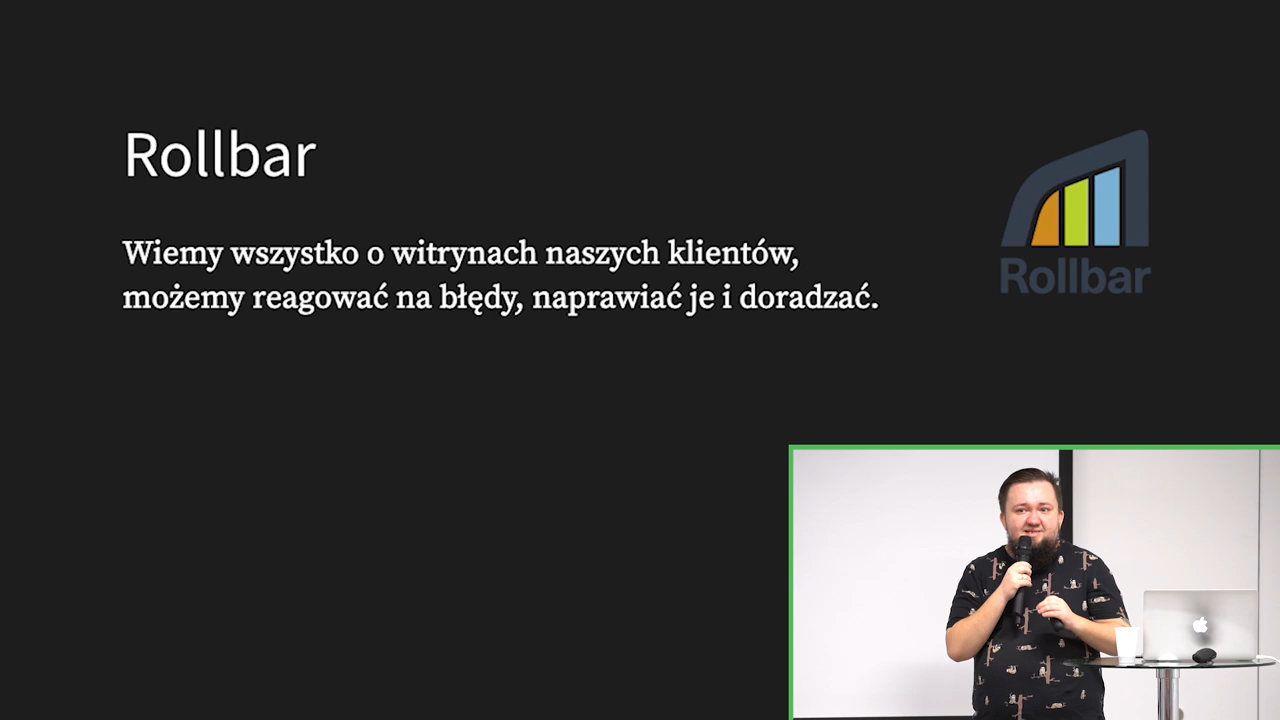 Rollbar
Wiemy wszystko o witrynach naszych klientów,
możemy reagować na błędy, naprawiać je i doradzać.
Rollbar